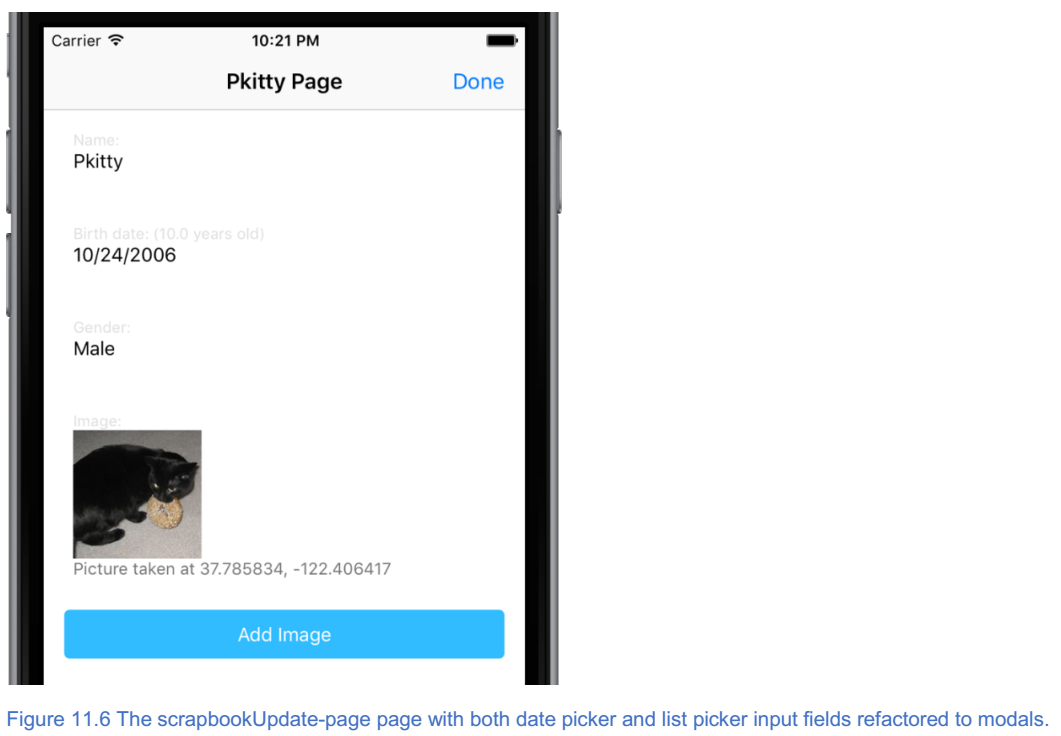 Carrier 10:21 PM
Pkitty Page Done
Name:
Pkitty
Birth date: (10.0 years old)
10/24/2006
Gender:
Male
Image:
Picture taken at 37.785834, -122.406417
Add Image
Figure 11.6 The scrapbookUpdate-page page with both date picker and list picker input fields refactored to modals.